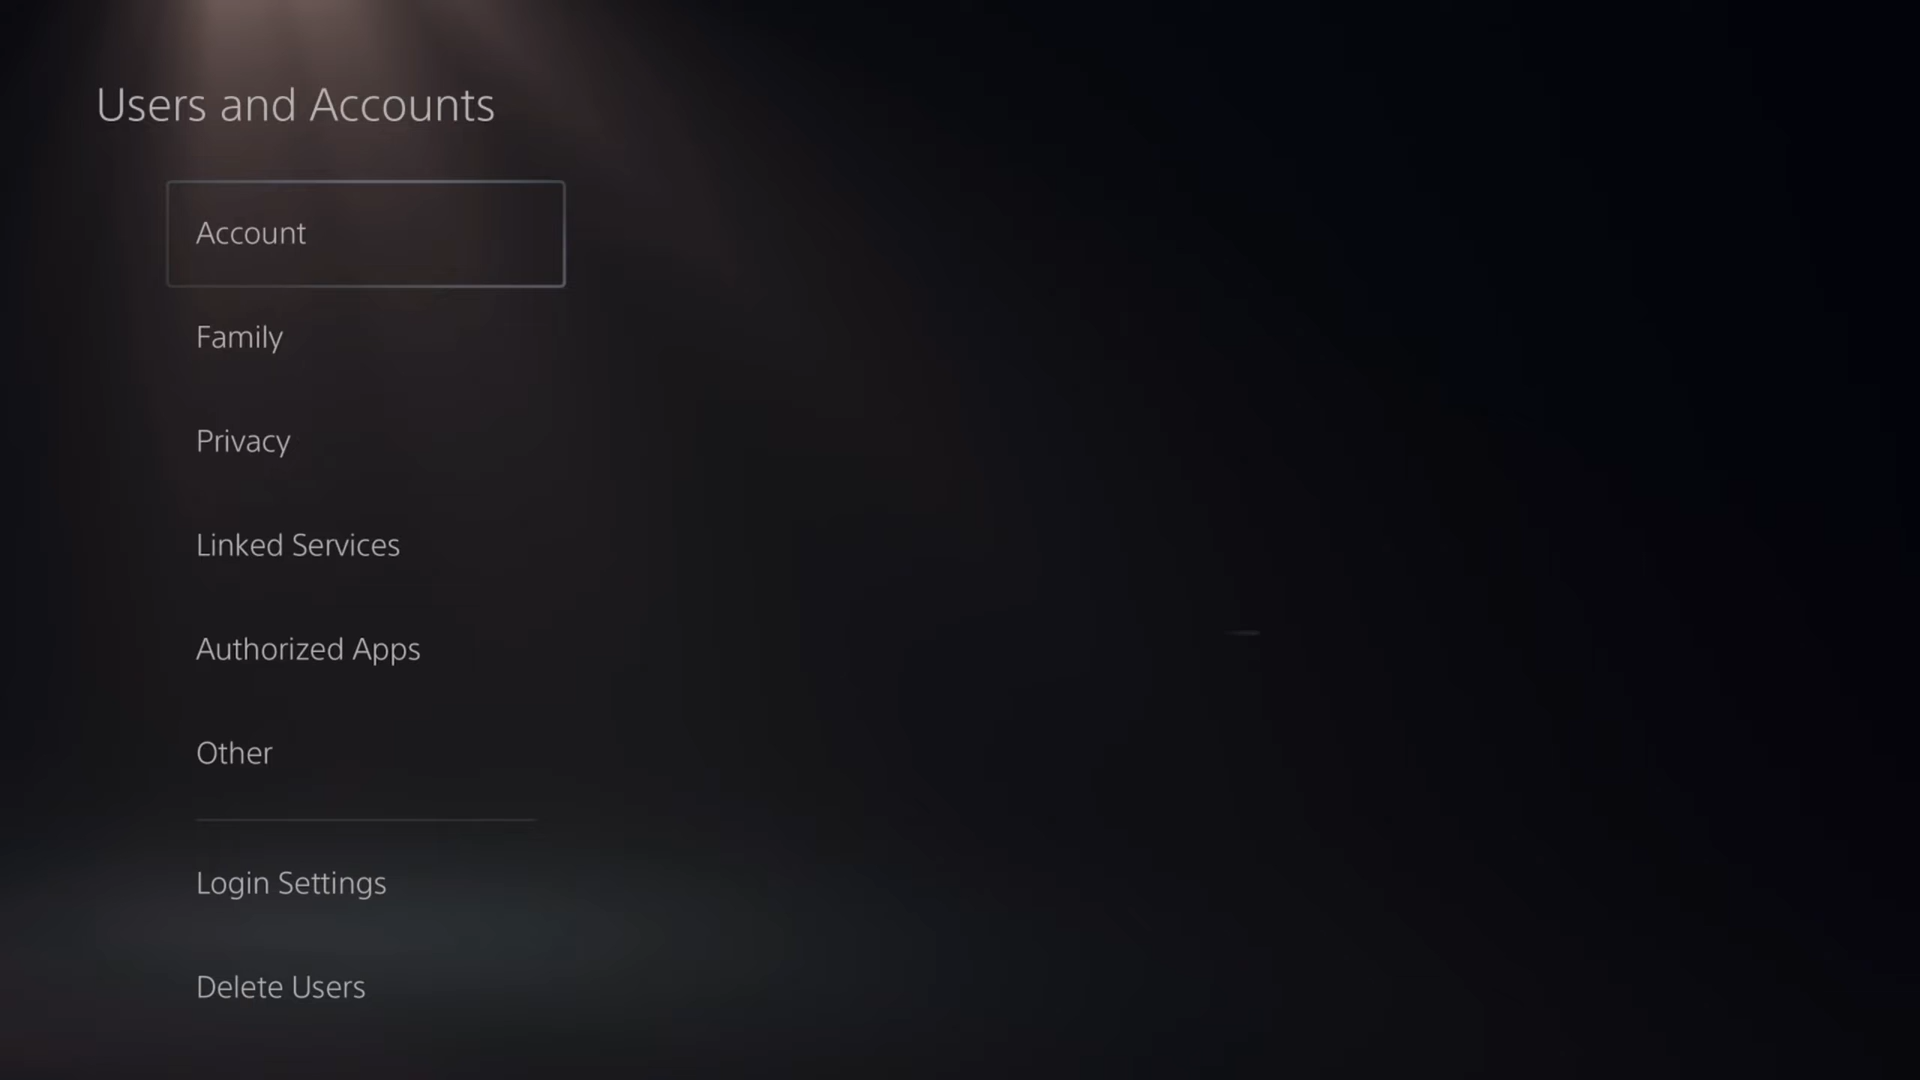 Users and Accounts
Account
Family
Privacy
Linked Services
Authorized Apps
Other
Login Settings
Delete Users